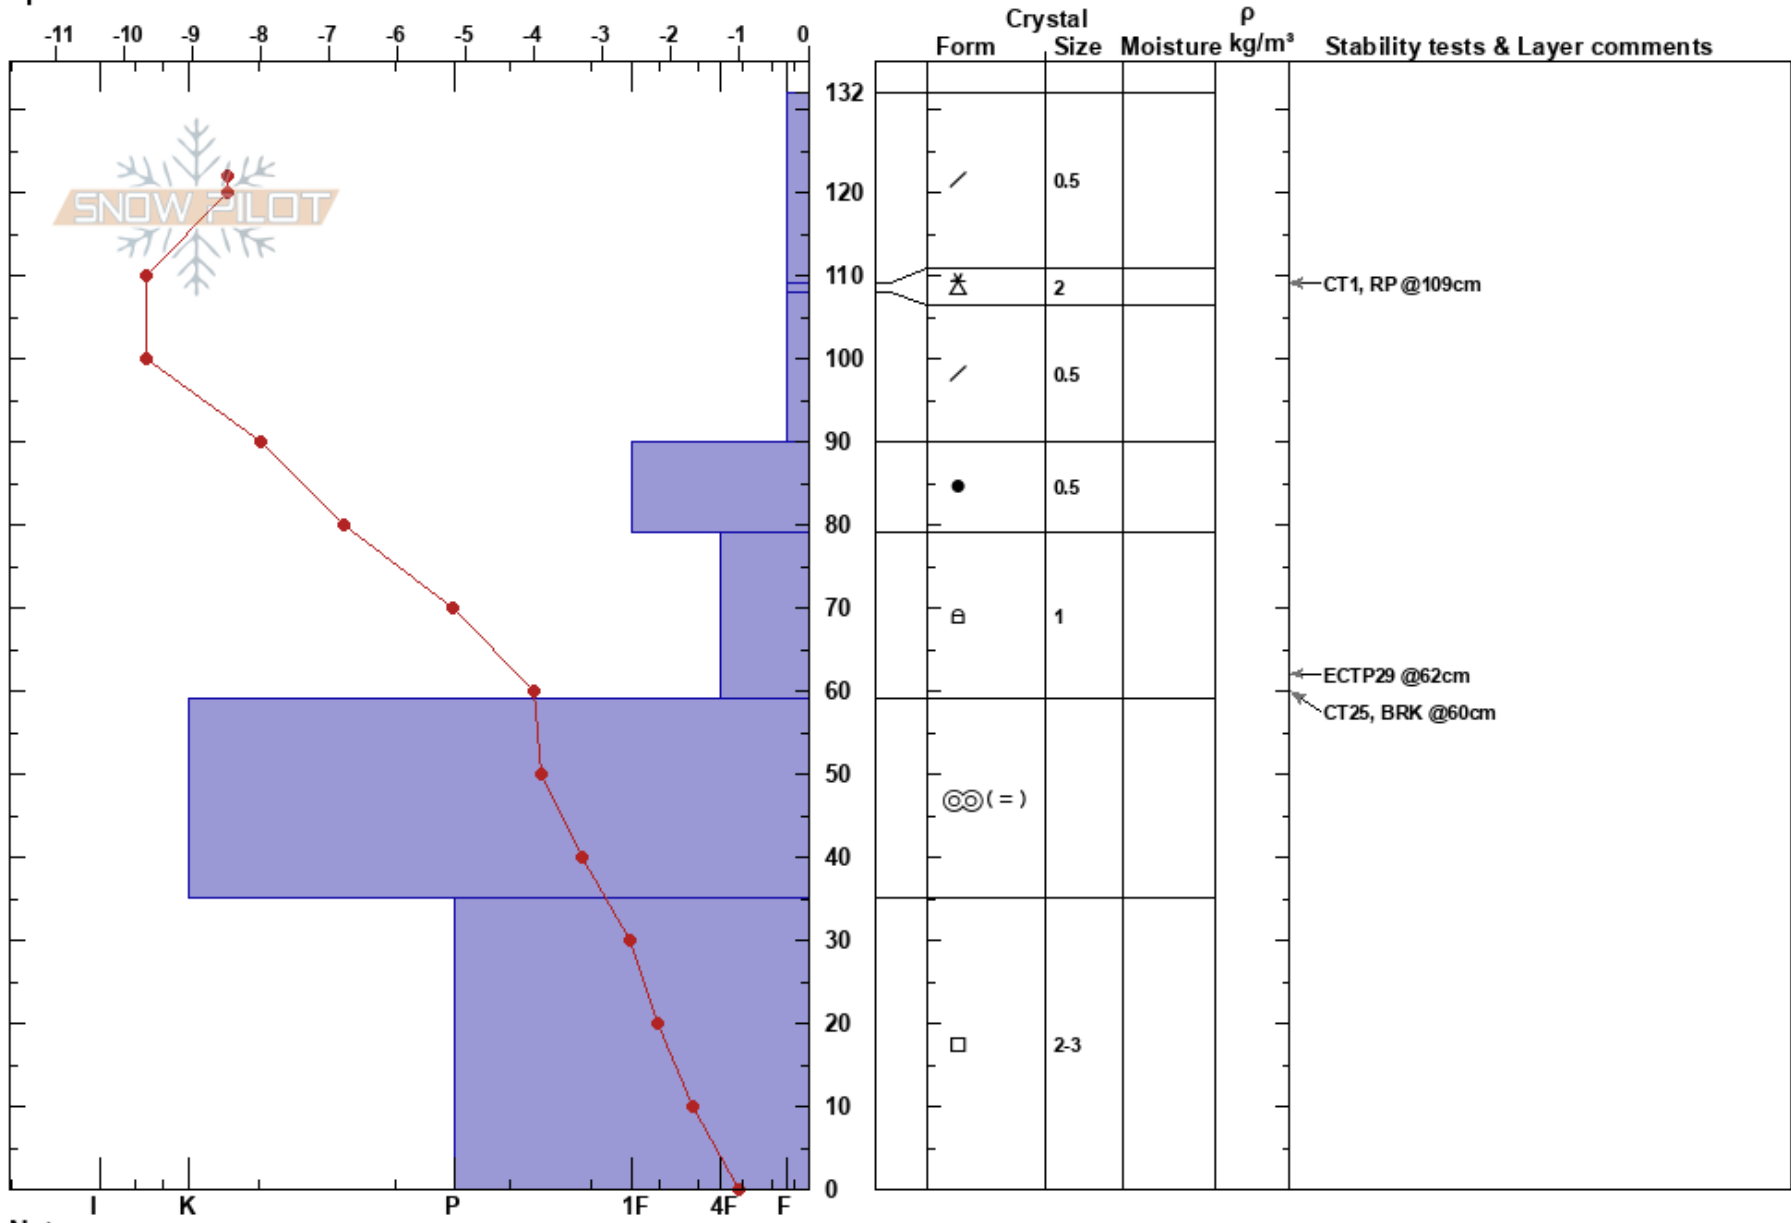 Crystal ρ
-11 -10 -9 -8 -7 -6 -5 -4 -3 -2 -1 0 Form Size Moisture kg/m³ Stability tests & Layer comments
132
SNOW PILOT
120 0.5
110 2 CT1, RP @109cm
100 0.5
90
0.5
80
70 1
ECTP29 @62cm
60
CT25, BRK @60cm
50
(=)
40
30
20 2-3
10
0
I K P 1F 4F F